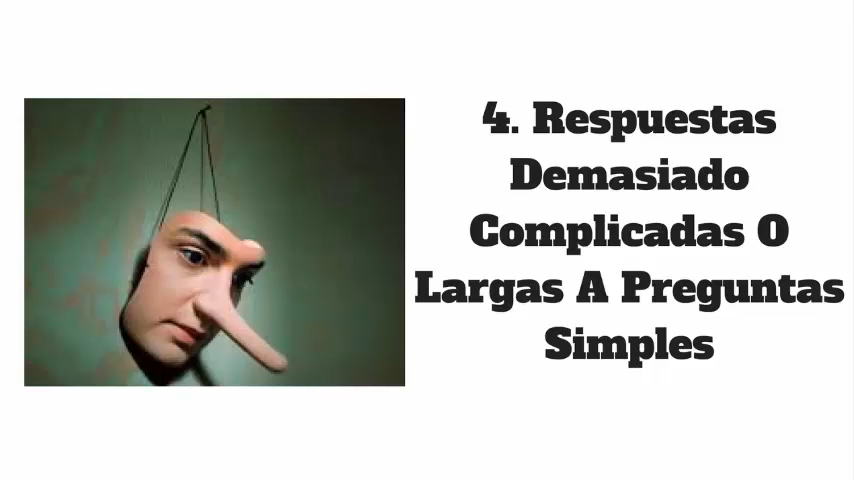 4. Respuestas
Demasiado
Complicadas O
Largas A Preguntas
Simples